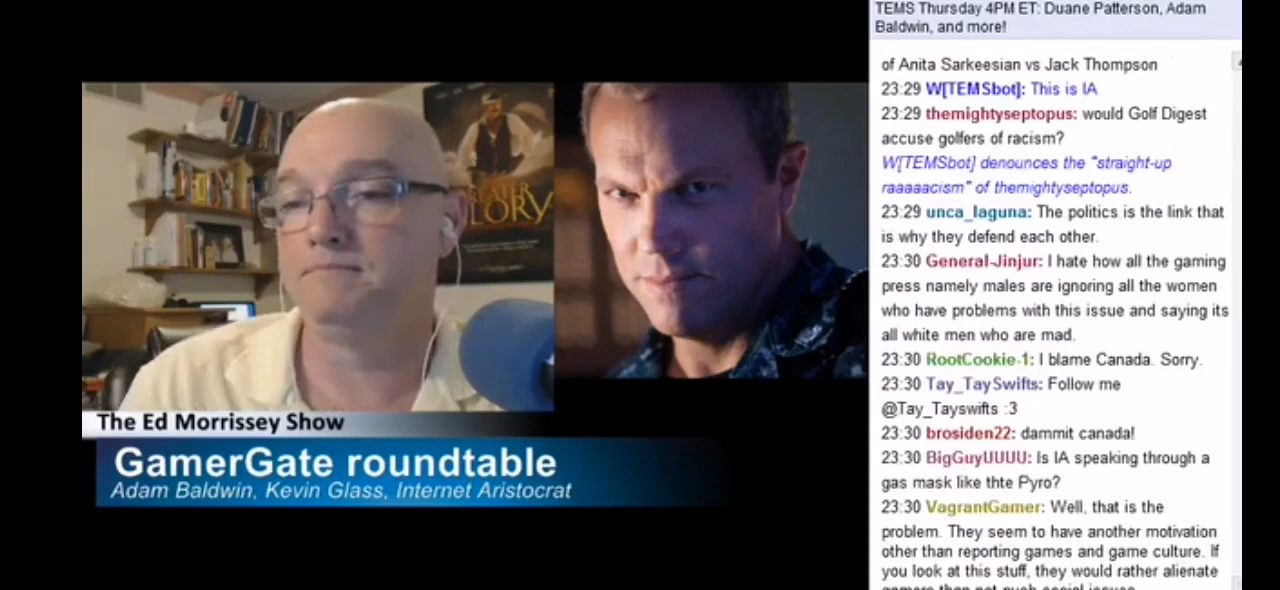 TEMS Thursday 4PM ET: Duane Patterson, Adam
Baldwin, and more!
of Anita Sarkeesian vs Jack Thompson
23:29 W[TEMSbot]: This is IA
23:29 themightyseptopus: would Golf Digest
accuse golfers of racism?
W[TEMSbot] denounces the "straight-up
raaaaacism" of themightyseptopus.
23:29 unca_laguna: The politics is the link that
is why they defend each other.
23:30 General-Jinjur: I hate how all the gaming
press namely males are ignoring all the women
who have problems with this issue and saying its
all white men who are mad.
23:30 RootCookie-1: I blame Canada. Sorry.
23:30 Tay_TaySwifts: Follow me
@Tay_Tayswifts :3
23:30 brosiden22: dammit canada!
23:30 BigGuyUUUU: Is IA speaking through a
gas mask like thte Pyro?
23:30 VagrantGamer: Well, that is the
problem. They seem to have another motivation
other than reporting games and game culture. If
you look at this stuff, they would rather alienate
EATER
LORY
The Ed Morrissey Show
GamerGate roundtable
Adam Baldwin, Kevin Glass, Internet Aristocrat